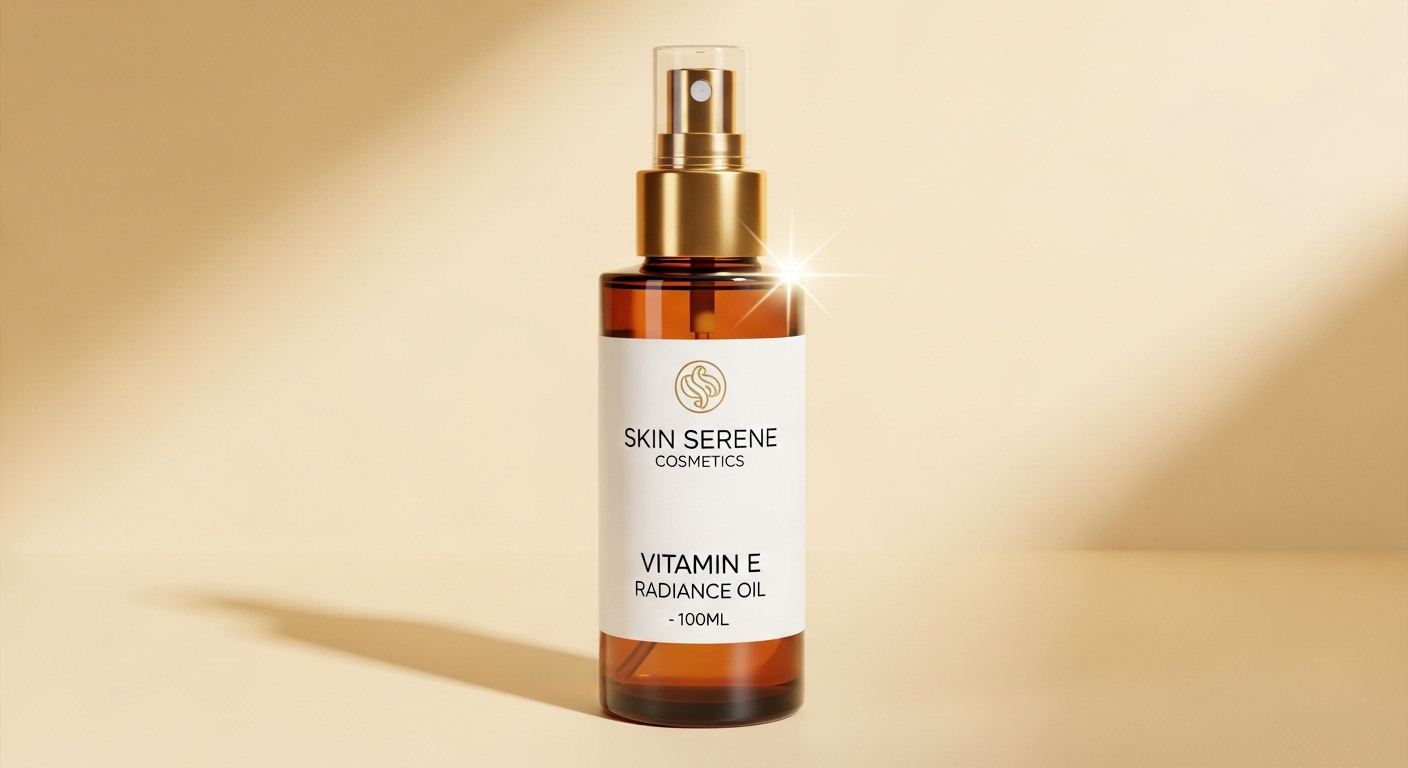 SKIN SERENE
COSMETICS
VITAMIN E
RADIANCE OIL
- 100ML